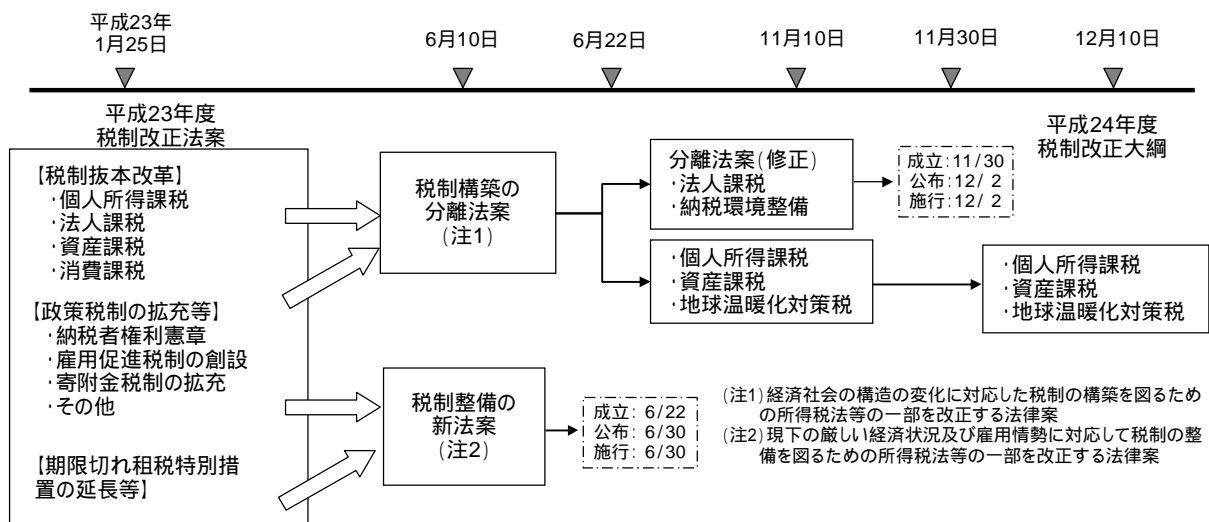 平成23年
1月25日
6月10日
6月22日
11月10日
11月30日
12月10日
平成23年度
税制改正法案
平成24年度
税制改正大綱
【税制抜本改革】
・個人所得課税
・法人課税
・資産課税
・消費課税
【政策税制の拡充等】
・納税者権利憲章
・雇用促進税制の創設
・寄附金税制の拡充
・その他
【期限切れ租税特別措
置の延長等】
税制構築の
分離法案
(注1)
分離法案(修正)
・法人課税
・納税環境整備
成立:11/30
公布:12/ 2
施行:12/ 2
・個人所得課税
・資産課税
・地球温暖化対策税
・個人所得課税
・資産課税
・地球温暖化対策税
税制整備の
新法案
(注2)
成立: 6/22
公布: 6/30
施行: 6/30
(注1)経済社会の構造の変化に対応した税制の構築を図るため
の所得税法等の一部を改正する法律案
(注2)現下の厳しい経済状況及び雇用情勢に対応して税制の整
備を図るための所得税法等の一部を改正する法律案